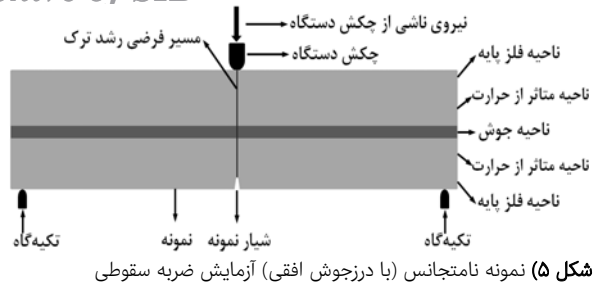 نیروی ناشی از چکش دستگاه
چکش دستگاه
مسیر فرضی رشد ترک
ناحیه فلز پایه
ناحیه متاثر از حرارت
ناحیه جوش
ناحیه متاثر از حرارت
ناحیه فلز پایه
تکیه‌گاه
شیار نمونه
نمونه
تکیه‌گاه
شکل ۵) نمونه نامتجانس (با درزجوش افقی) آزمایش ضربه سقوطی